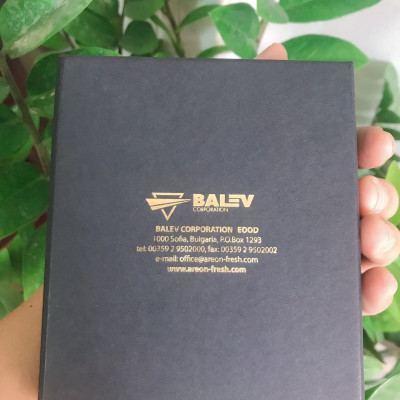 BALEV
CORPORATION
BALEV CORPORATION EOOD
1000 Sofia, Bulgaria, P.O.Box 1293
tel: 00359 2 9502000, fax: 00359 2 9502002
e-mail: office@areon-fresh.com
www.areon-fresh.com